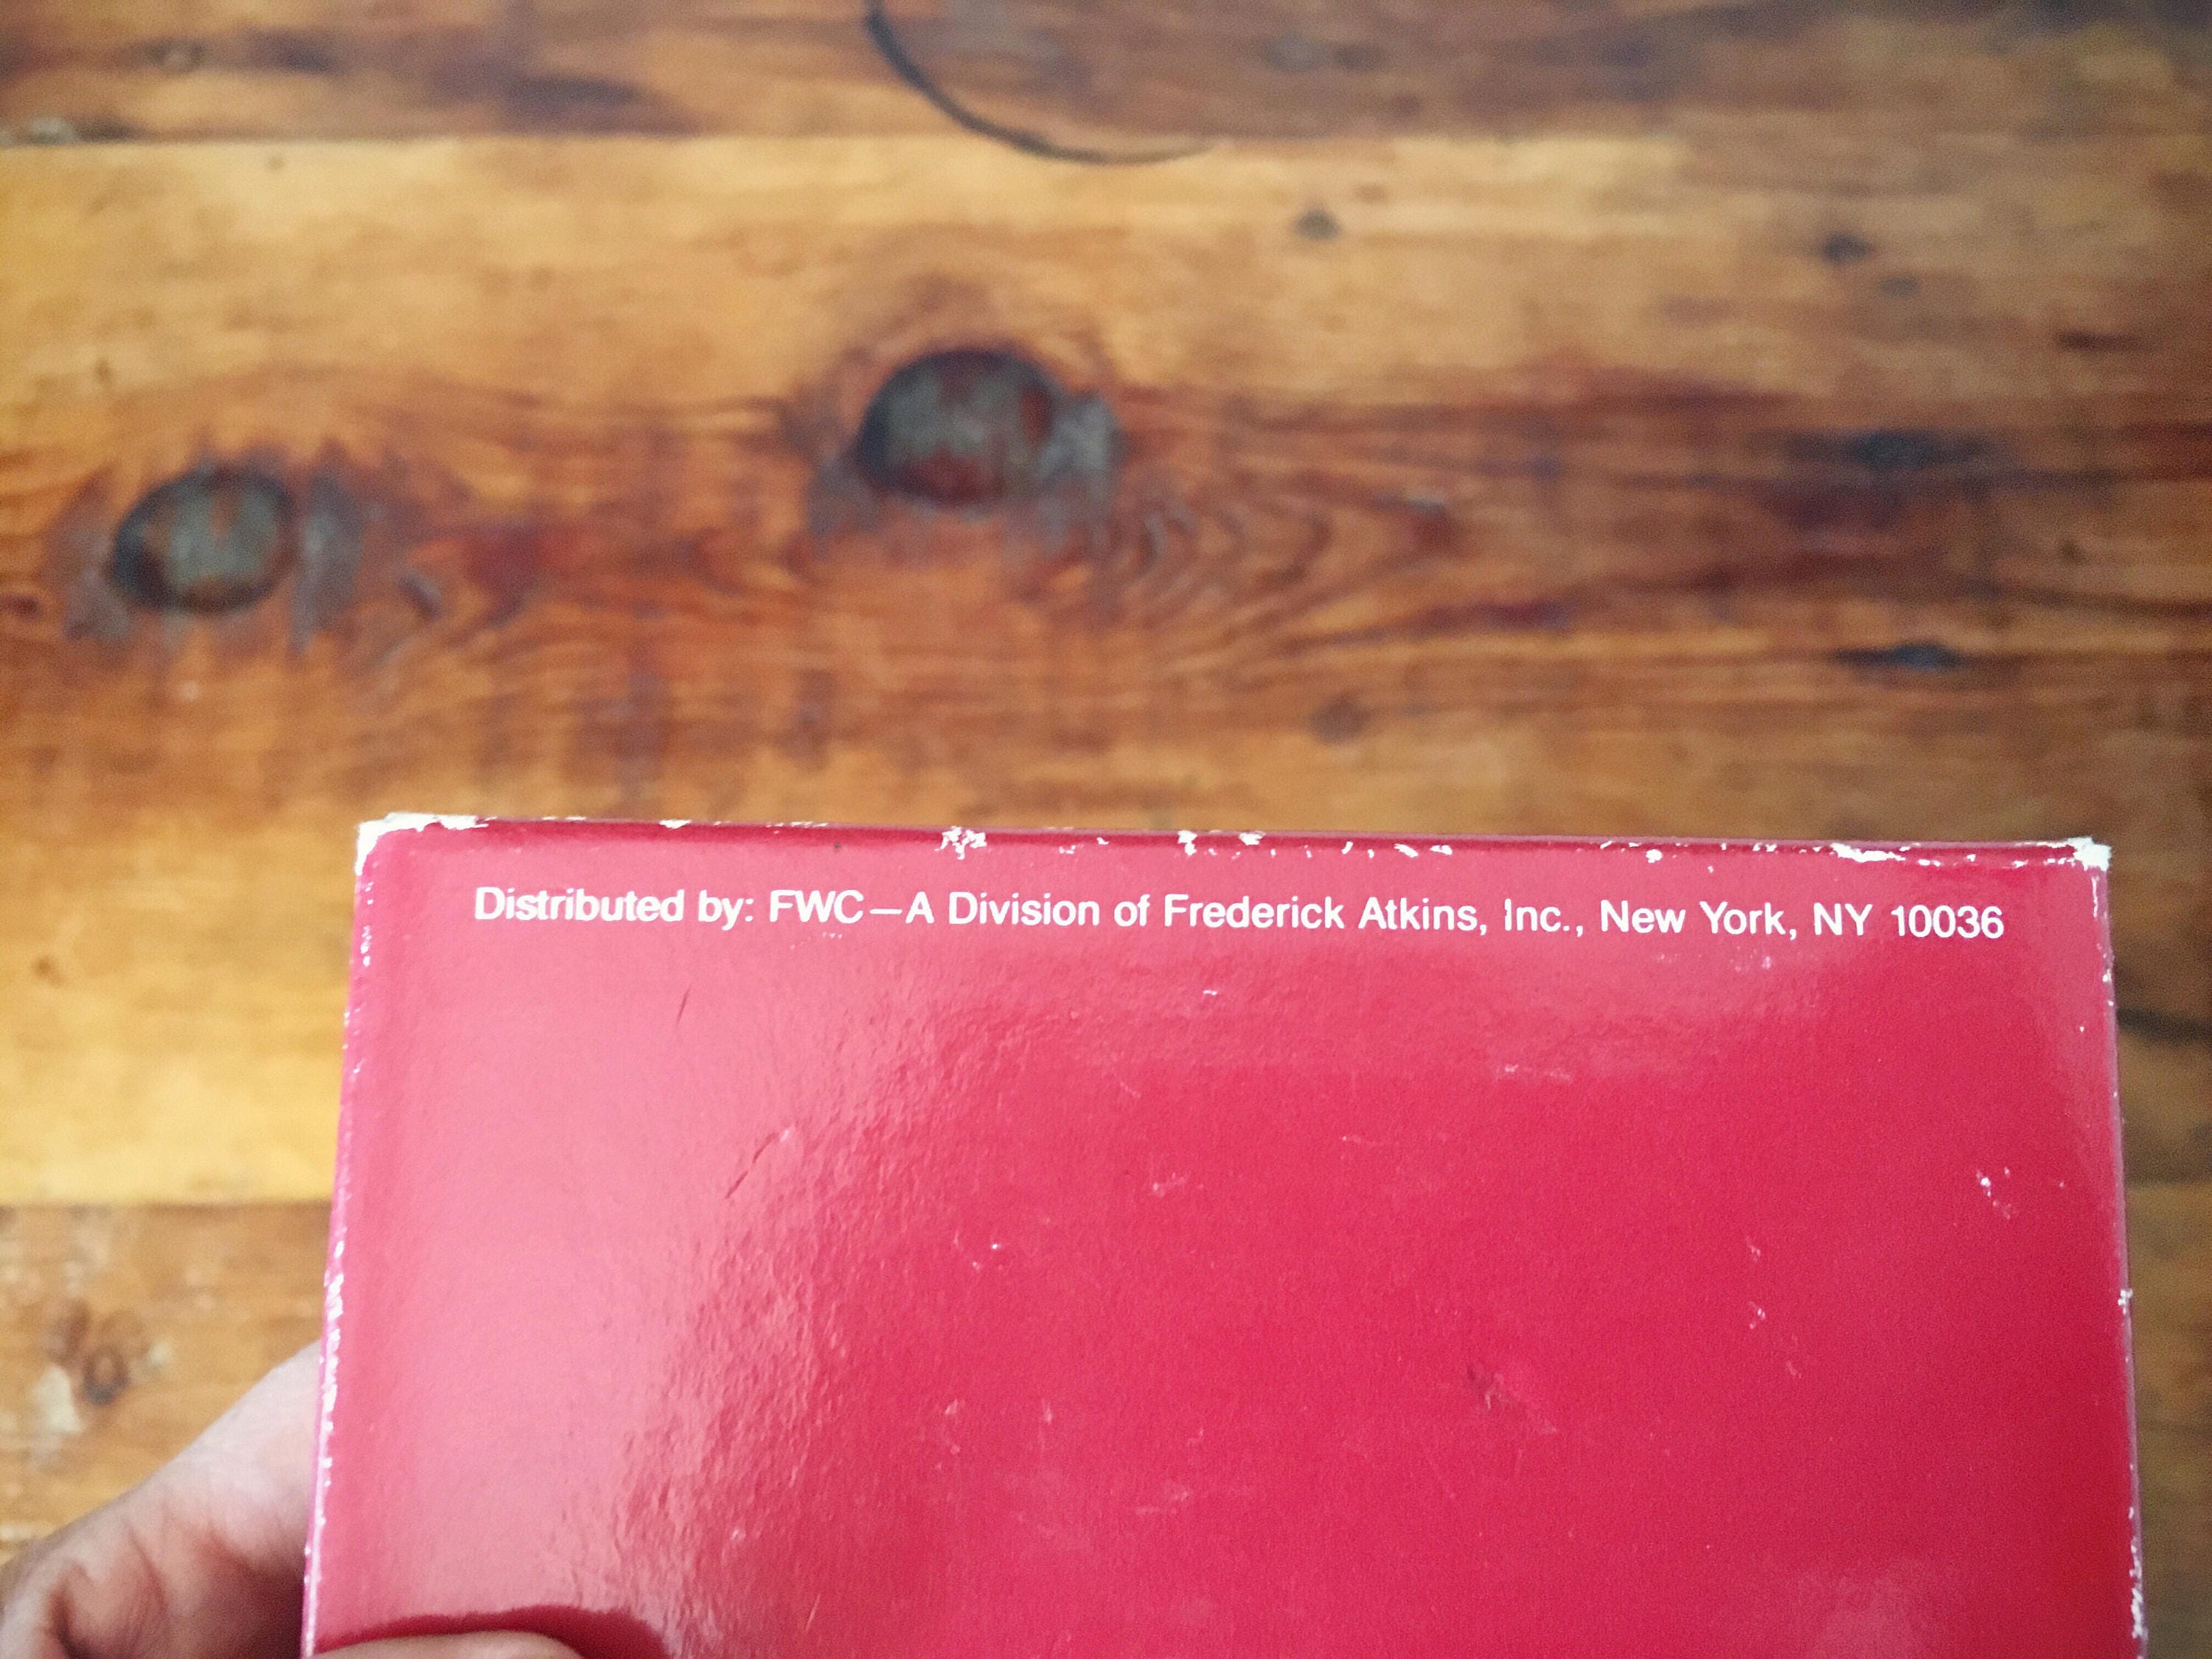 Distributed by: FWC—A Division of Frederick Atkins, Inc., New York, NY 10036